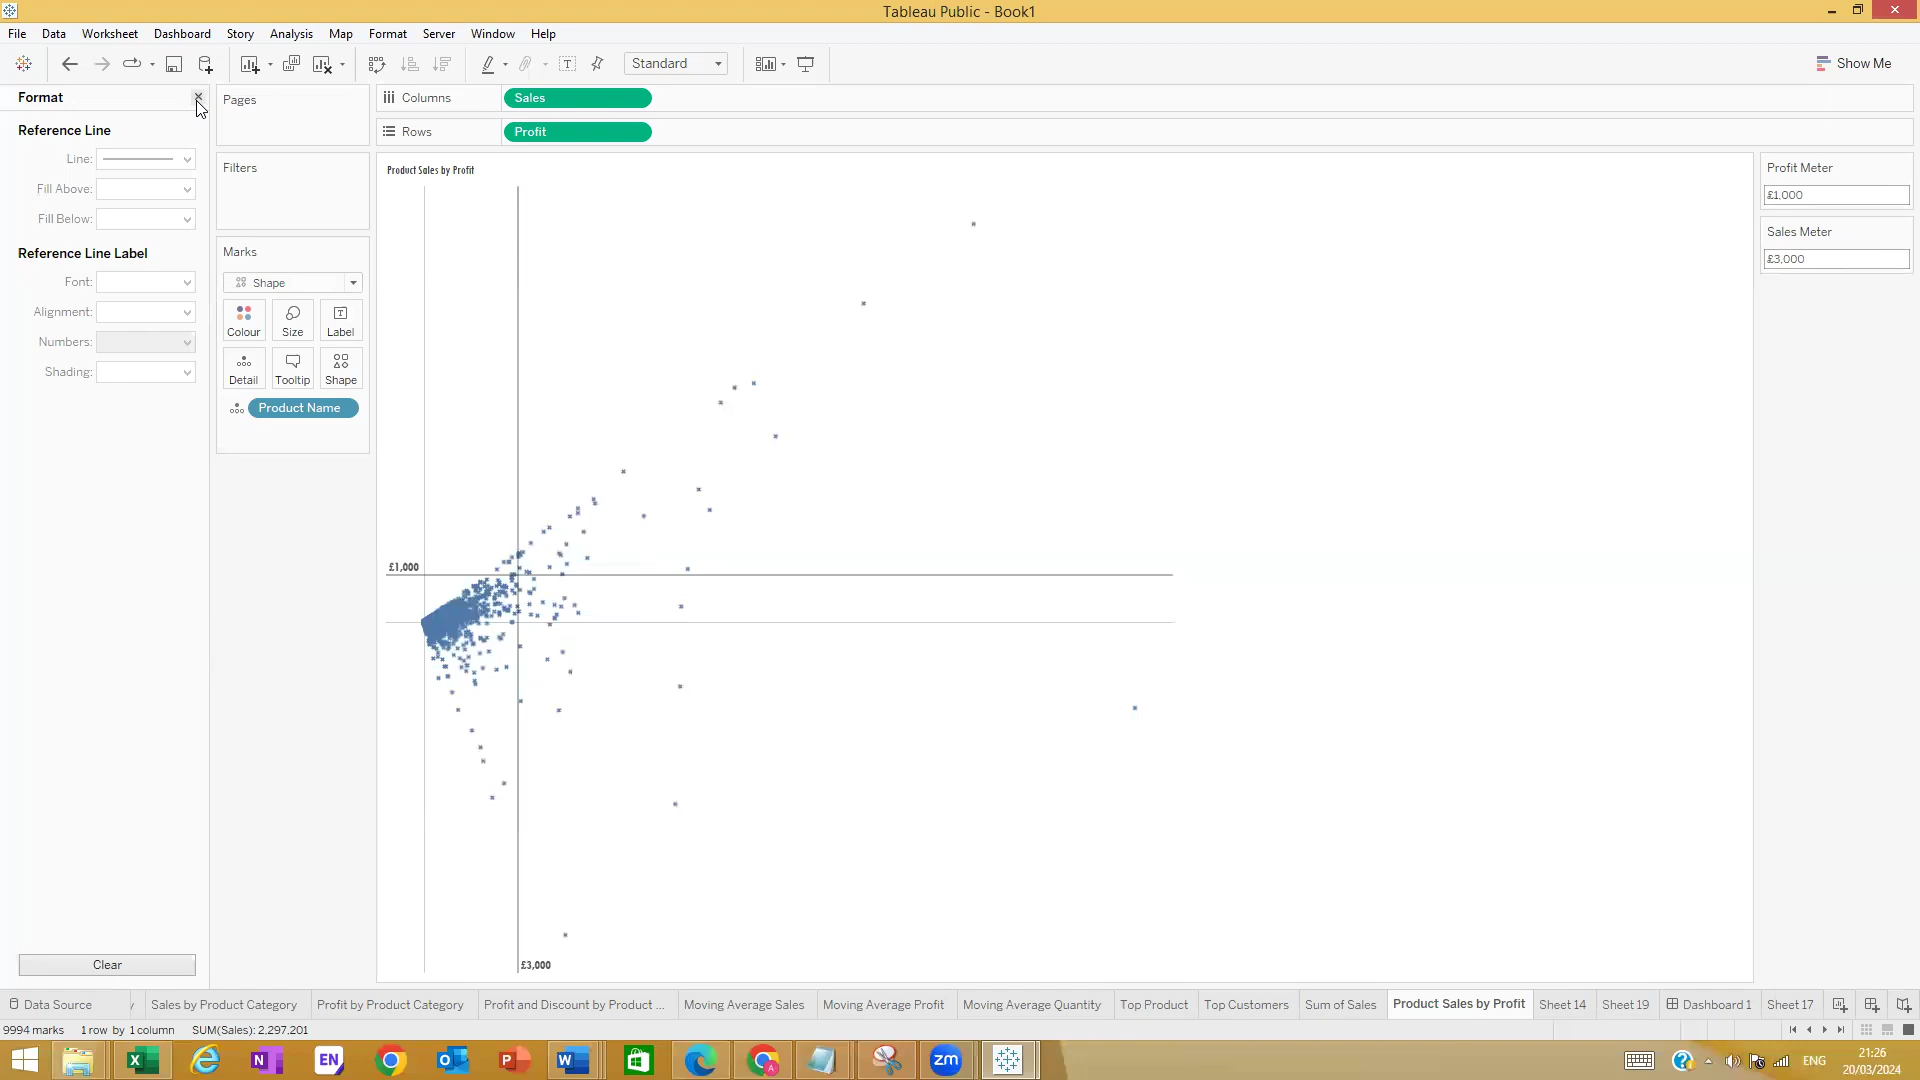 Tableau Public - Book1
File Data Worksheet Dashboard Story Analysis Map Format Server Window Help
Standard
Show Me
Format
Reference Line
Line:
Fill Above:
Fill Below:
Reference Line Label
Font:
Alignment:
Numbers:
Shading:
Clear
Pages
Filters
Marks
Shape
Colour Size Label
Detail Tooltip Shape
Product Name
Columns Sales
Rows Profit
Product Sales by Profit
£1,000
£3,000
Profit Meter
£1,000
Sales Meter
£3,000
Data Source Sales by Product Category Profit by Product Category Profit and Discount by Product ... Moving Average Sales Moving Average Profit Moving Average Quantity Top Product Top Customers Sum of Sales Product Sales by Profit Sheet 14 Sheet 19 Dashboard 1 Sheet 17
9994 marks 1 row by 1 column SUM(Sales): 2,297,201
EN
zm
ENG
21:26
20/03/2024